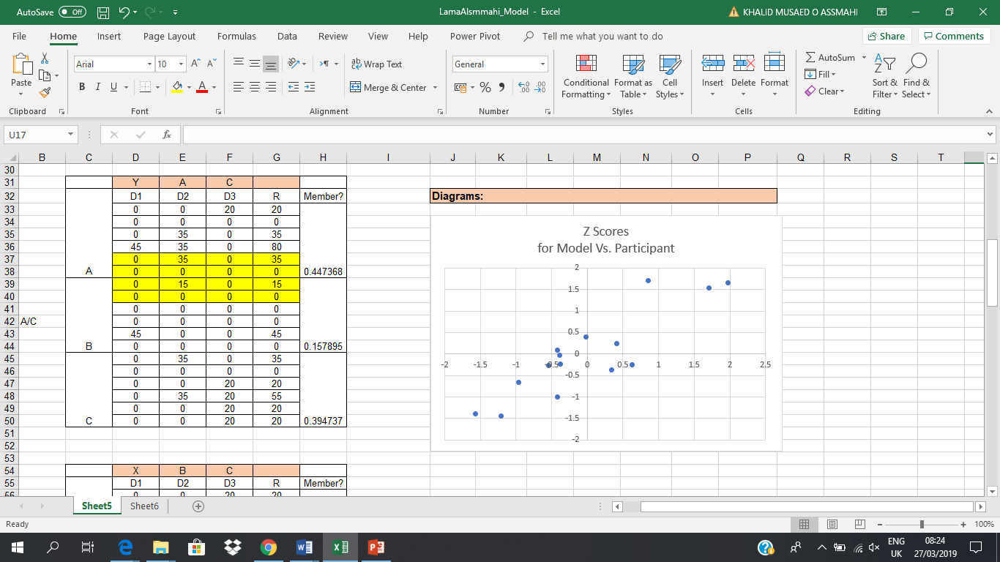 AutoSave Off LamaAlsmmahi_Model - Excel KHALID MUSAED O ASSMAHI
File Home Insert Page Layout Formulas Data Review View Help Power Pivot Tell me what you want to do Share Comments
Paste Arial 10 A A Wrap Text General Conditional Formatting Format as Table Cell Styles Insert Delete Format AutoSum Fill Clear Sort & Filter Find & Select
B I U A Merge & Center % 9 .00 .0
Clipboard Font Alignment Number Styles Cells Editing
U17 fx
B C D E F G H I J K L M N O P Q R S T
30
31 Y A C
32 D1 D2 D3 R Member? Diagrams:
33 0 0 20 20
34 0 0 0 0
35 0 35 0 35
36 45 35 0 80
37 0 35 0 35
38 A 0 0 0 0 0.447368
39 0 15 0 15
40 0 0 0 0
41 0 0 0 0
42 A/C 0 0 0 0
43 45 0 0 45
44 B 0 0 0 0 0.157895
45 0 35 0 35
46 0 0 0 0
47 0 0 20 20
48 0 35 20 55
49 0 0 20 20
50 C 0 0 20 20 0.394737
51
52
53
54 X B C
55 D1 D2 D3 R Member?
56 0 0 20 20
Z Scores
for Model Vs. Participant
2
1.5
1
0.5
0
-2 -1.5 -1 -0.5 0 0.5 1 1.5 2 2.5
-0.5
-1
-1.5
-2
Sheet5 Sheet6
Ready 100%
ENG 08:24
UK 27/03/2019